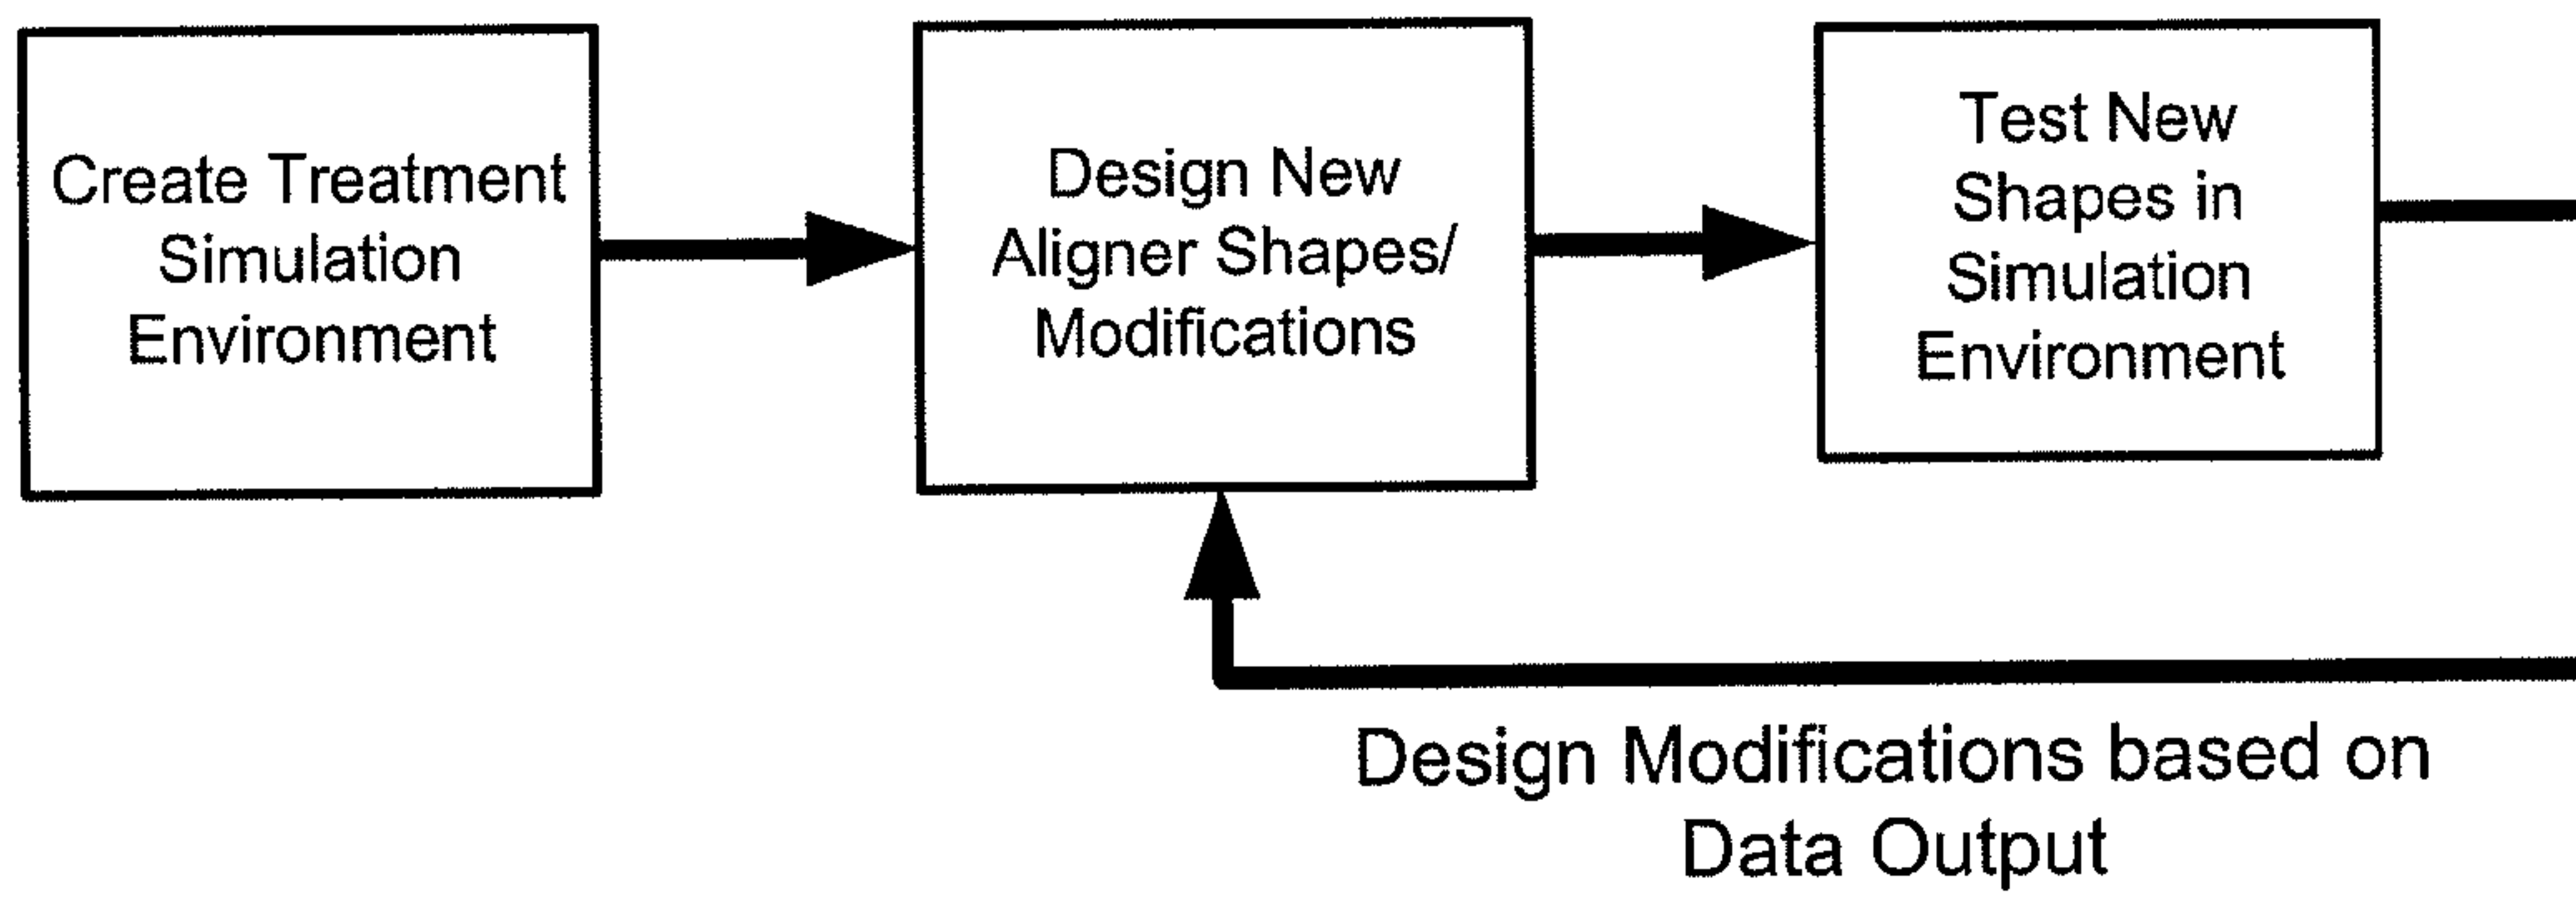 Create Treatment
Simulation
Environment
Design New
Aligner Shapes/
Modifications
Test New
Shapes in
Simulation
Environment
Design Modifications based on
Data Output